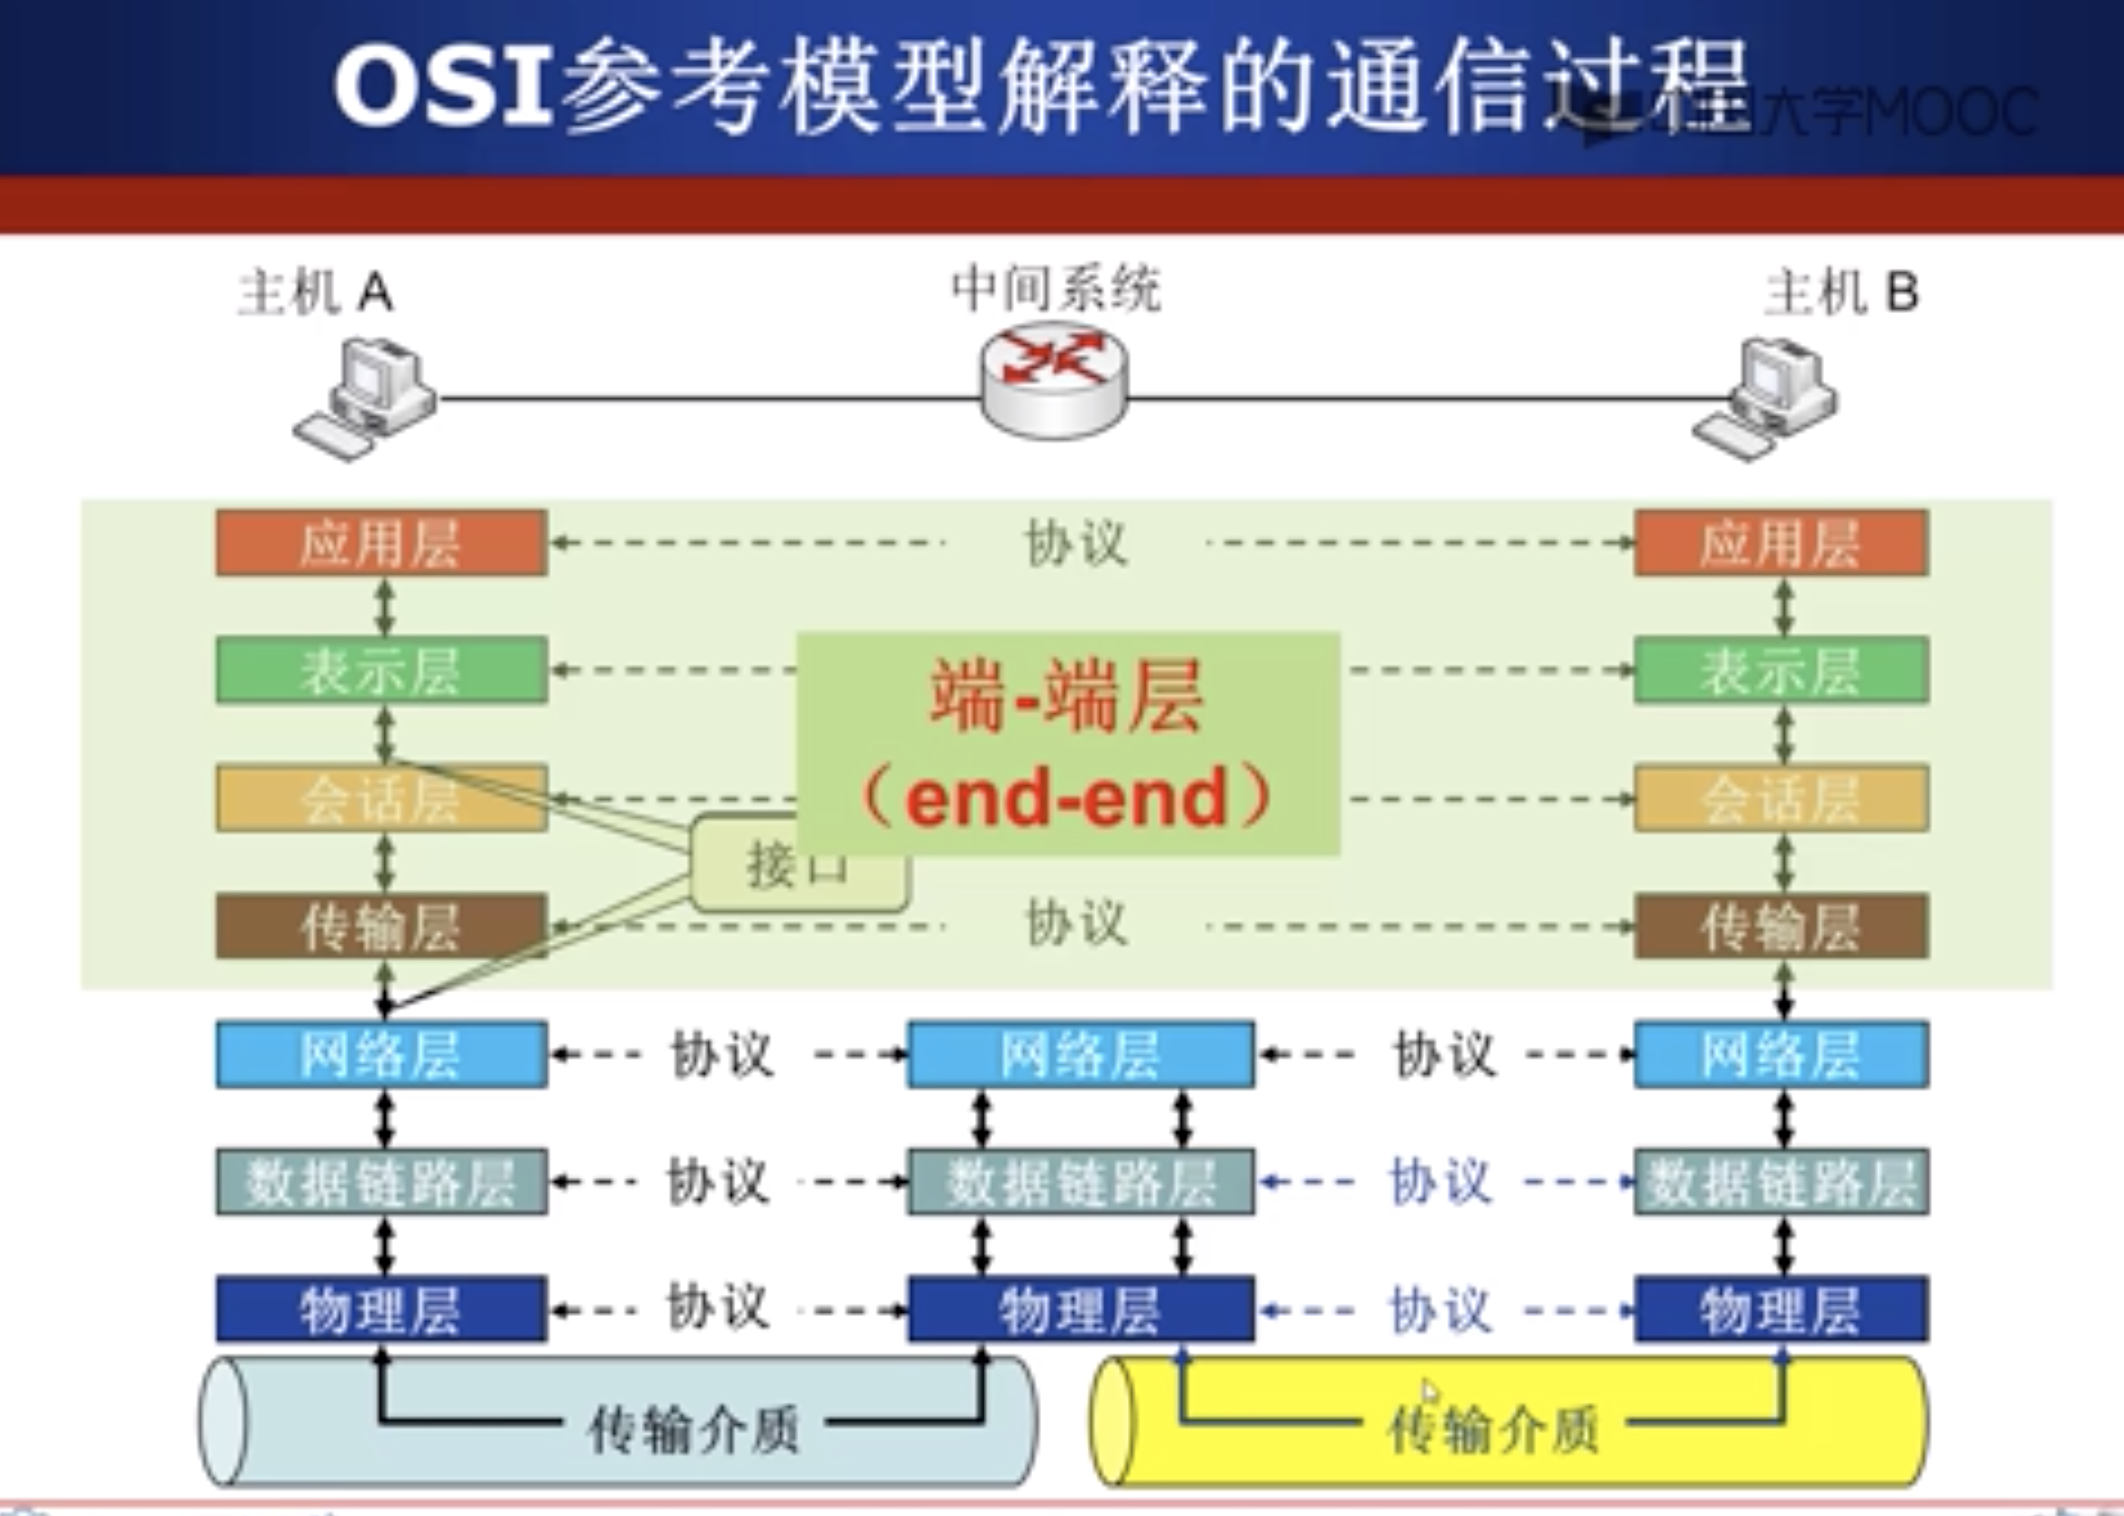 OSI参考模型解释的通信过程
大学MOOC
主机 A
中间系统
主机 B
应用层
协议
应用层
表示层
端-端层
表示层
会话层
（end-end）
会话层
接口
传输层
协议
传输层
网络层
协议
网络层
协议
网络层
数据链路层
协议
数据链路层
协议
数据链路层
物理层
协议
物理层
协议
物理层
传输介质
传输介质